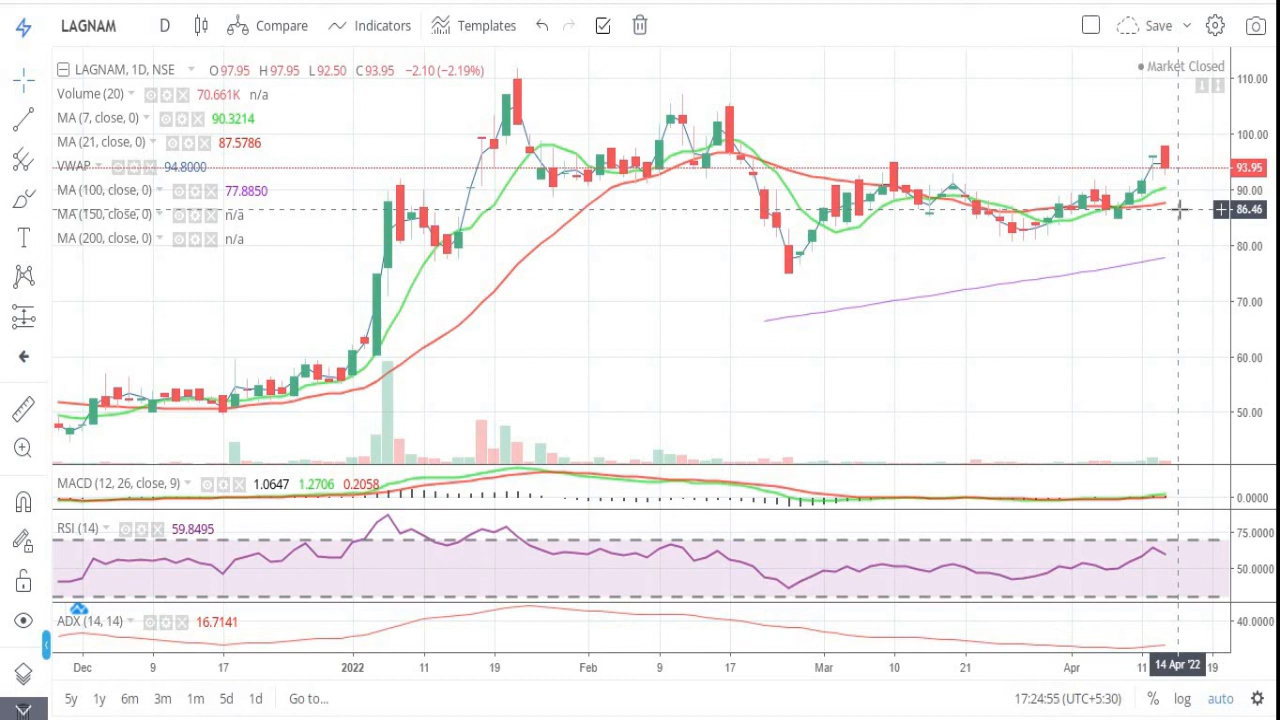 LAGNAM D Compare Indicators Templates Save
LAGNAM, 1D, NSE O97.95 H97.95 L92.50 C93.95 −2.10 (−2.19%)
Market Closed
Volume (20) 70.661K n/a
MA (7, close, 0) 90.3214
MA (21, close, 0) 87.5786
VWAP 94.8000
MA (100, close, 0) 77.8850
MA (150, close, 0) n/a
MA (200, close, 0) n/a
110.00
100.00
93.95
90.00
86.46
80.00
70.00
60.00
50.00
MACD (12, 26, close, 9) 1.0647 1.2706 0.2058
0.0000
RSI (14) 59.8495
75.0000
50.0000
ADX (14, 14) 16.7141
40.0000
Dec 9 17 2022 11 19 Feb 9 17 Mar 10 21 Apr 11 14 Apr '22 19
5y 1y 6m 3m 1m 5d 1d Go to... 17:24:55 (UTC+5:30) % log auto